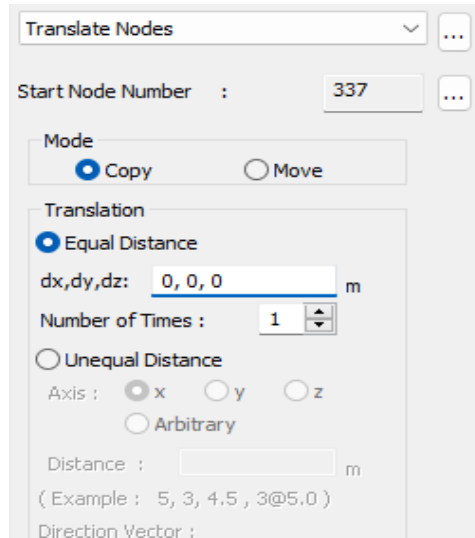 Translate Nodes ...
Start Node Number : 337 ...
Mode
Copy Move
Translation
Equal Distance
dx,dy,dz: 0, 0, 0 m
Number of Times : 1
Unequal Distance
Axis : x y z
Arbitrary
Distance : m
( Example : 5, 3, 4.5 , 3@5.0 )
Direction Vector :